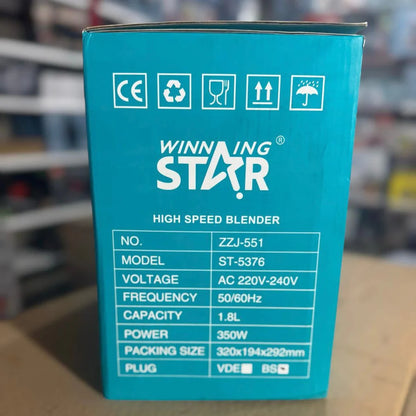 CE
WINNING
STAR®
HIGH SPEED BLENDER
NO. ZZJ-551
MODEL ST-5376
VOLTAGE AC 220V-240V
FREQUENCY 50/60Hz
CAPACITY 1.8L
POWER 350W
PACKING SIZE 320x194x292mm
PLUG VDE BS